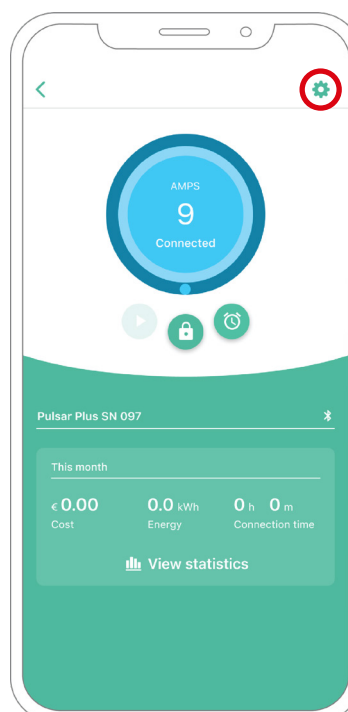 AMPS
9
Connected
Pulsar Plus SN 097
This month
€ 0.00 0.0 kWh 0 h 0 m
Cost Energy Connection time
View statistics